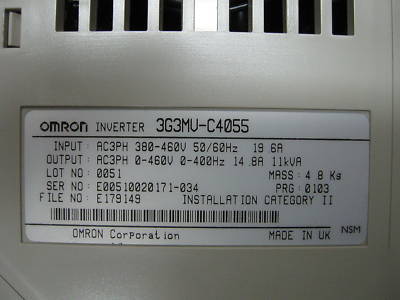 OMRON INVERTER 3G3MV-C4055
INPUT: AC3PH 380-460V 50/60Hz 19.6A
OUTPUT: AC3PH 0-460V 0-400Hz 14.8A 11kVA
LOT NO: 0051 MASS: 4.8 Kg
SER NO: E00510020171-034 PRG: 0103
FILE NO: E179149 INSTALLATION CATEGORY II
OMRON Corporation MADE IN UK NSM